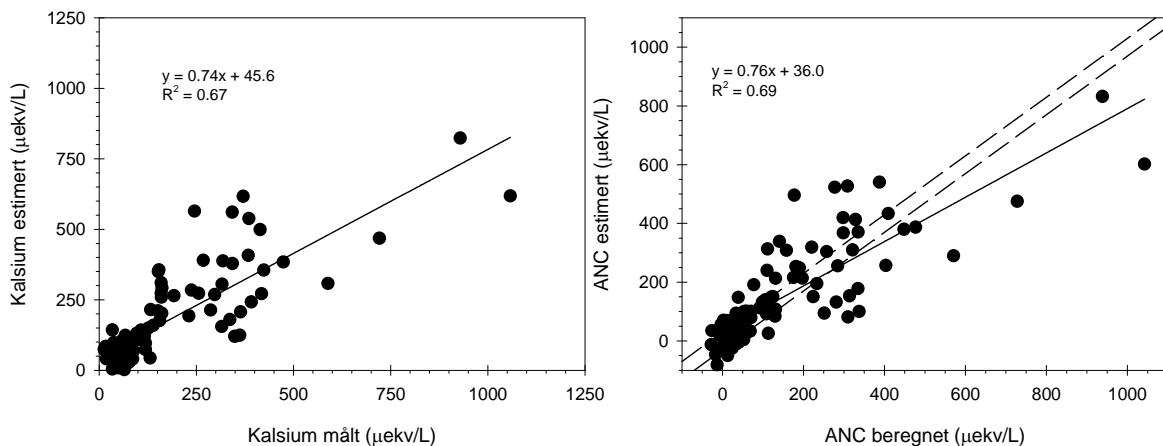 1250
1000
750
500
250
0
Kalsium estimert (µekv/L)
y = 0.74x + 45.6
R² = 0.67
0 250 500 750 1000 1250
Kalsium målt (µekv/L)
1000
800
600
400
200
0
ANC estimert (µekv/L)
y = 0.76x + 36.0
R² = 0.69
0 200 400 600 800 1000
ANC beregnet (µekv/L)